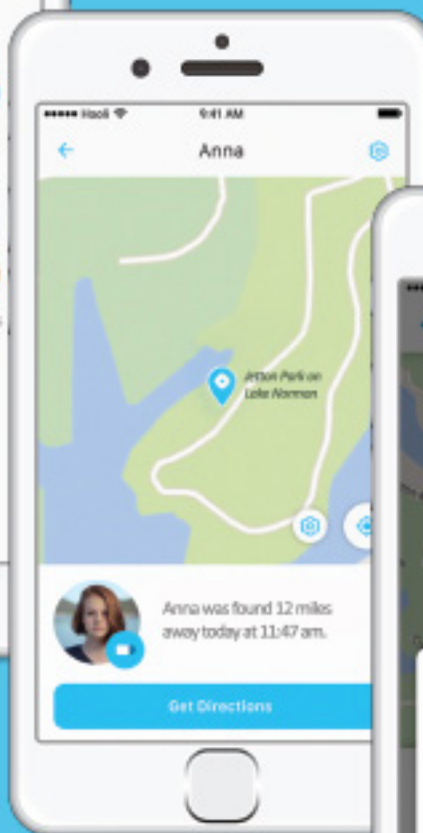 Hooli 9:41 AM
Anna
Jetton Park on
Lake Norman
Anna was found 12 miles
away today at 11:47 am.
Get Directions